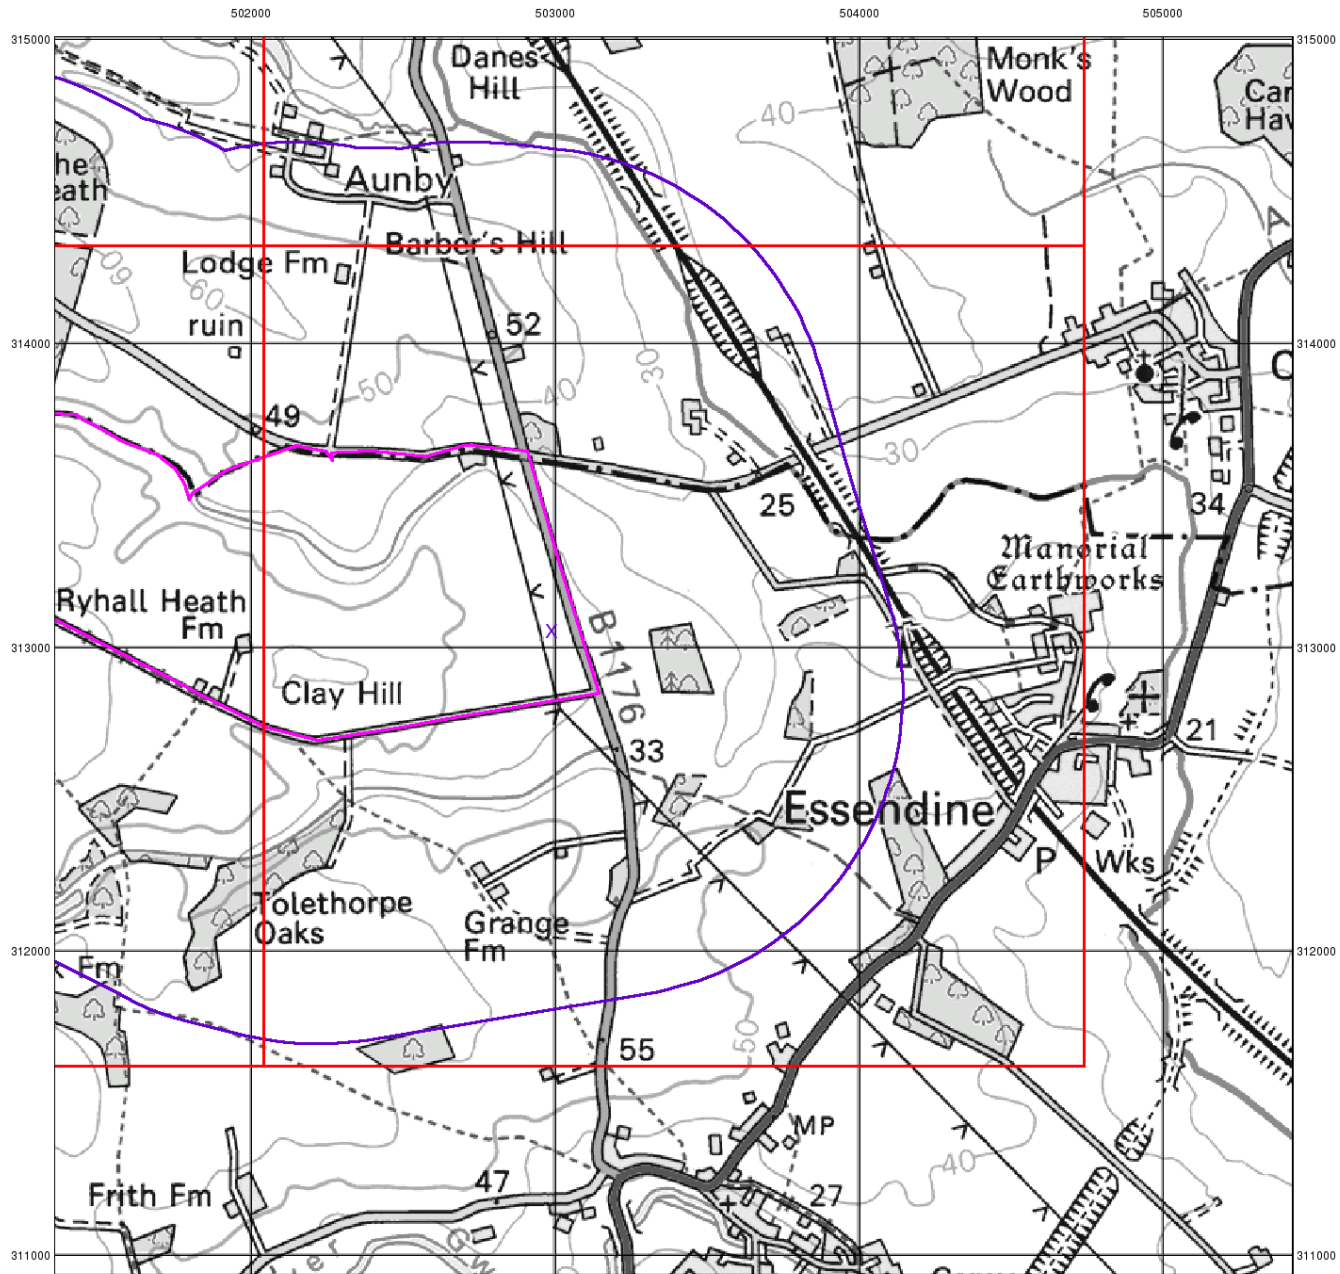 502000 503000 504000 505000
315000 315000
Danes
Hill
Monk's
Wood
Car
Hav
40
he
eath
Aunby
A
Barber's Hill
Lodge Fm
60
60
ruin
52
314000 314000
30
50
40
49
C
30
25
34
Manorial
Earthworks
Ryhall Heath
Fm
B1176
X
313000 313000
Clay Hill
33
21
Essendine
P
Wks
Tolethorpe
Oaks
Grange
Fm
312000 312000
Fm
50
55
MP
40
Frith Fm
47
27
311000 311000